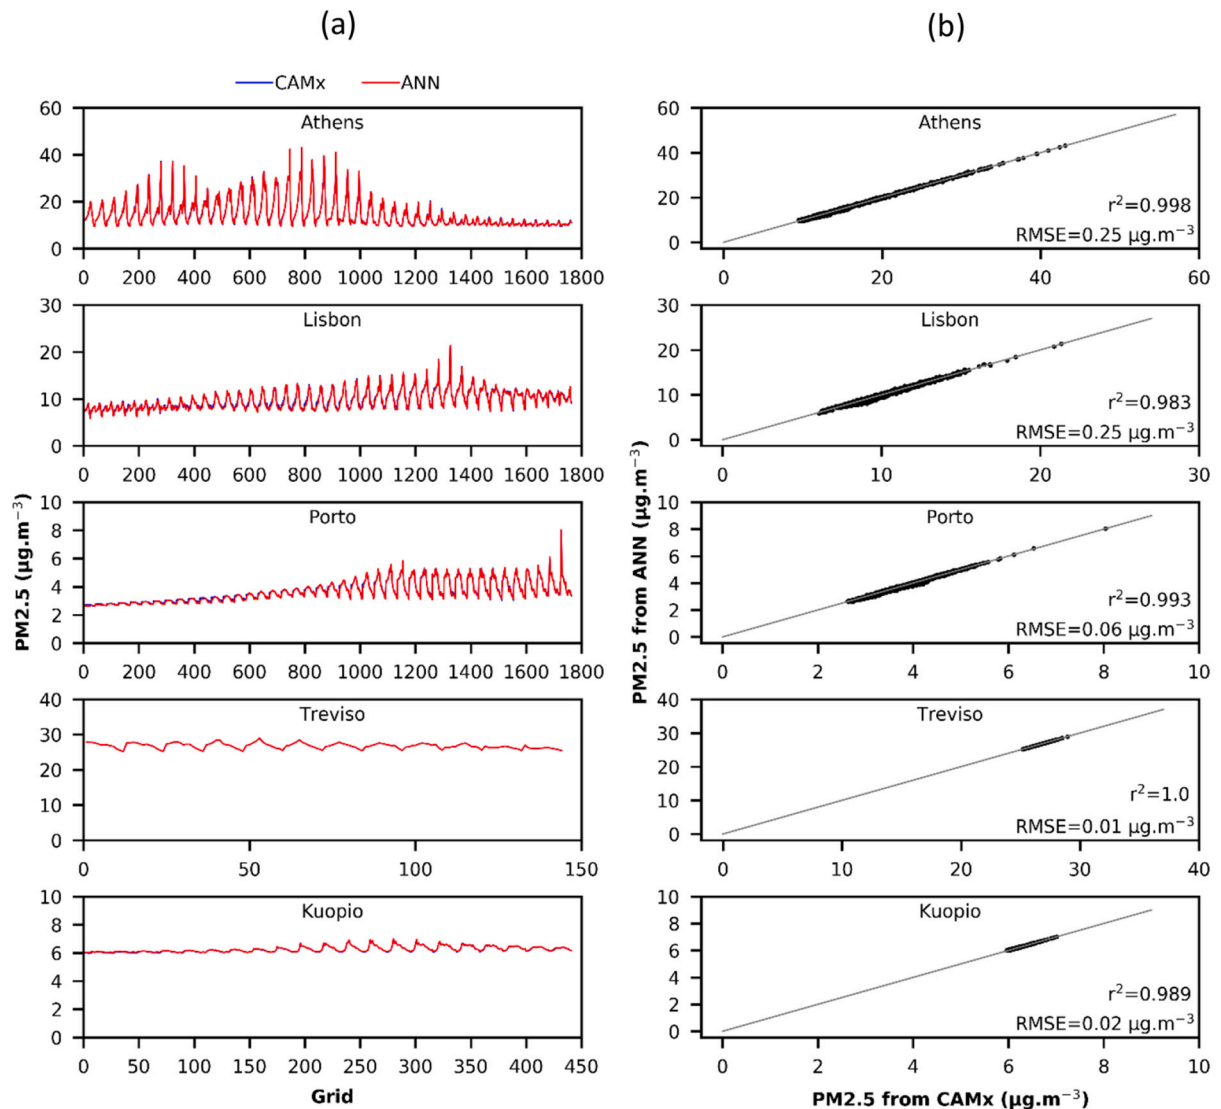 (a)
(b)
CAMx ANN
60
40
20
0
Athens
0 200 400 600 800 1000 1200 1400 1600 1800
60
40
20
0
Athens
r²=0.998
RMSE=0.25 µg.m⁻³
0 20 40 60
30
20
10
0
Lisbon
0 200 400 600 800 1000 1200 1400 1600 1800
30
20
10
0
Lisbon
r²=0.983
RMSE=0.25 µg.m⁻³
0 10 20 30
PM2.5 (µg.m⁻³)
10
8
6
4
2
0
Porto
0 200 400 600 800 1000 1200 1400 1600 1800
PM2.5 from ANN (µg.m⁻³)
10
8
6
4
2
0
Porto
r²=0.993
RMSE=0.06 µg.m⁻³
0 2 4 6 8 10
40
30
20
10
0
Treviso
0 50 100 150
40
30
20
10
0
Treviso
r²=1.0
RMSE=0.01 µg.m⁻³
0 10 20 30 40
10
8
6
4
2
0
Kuopio
0 50 100 150 200 250 300 350 400 450
Grid
10
8
6
4
2
0
Kuopio
r²=0.989
RMSE=0.02 µg.m⁻³
0 2 4 6 8 10
PM2.5 from CAMx (µg.m⁻³)